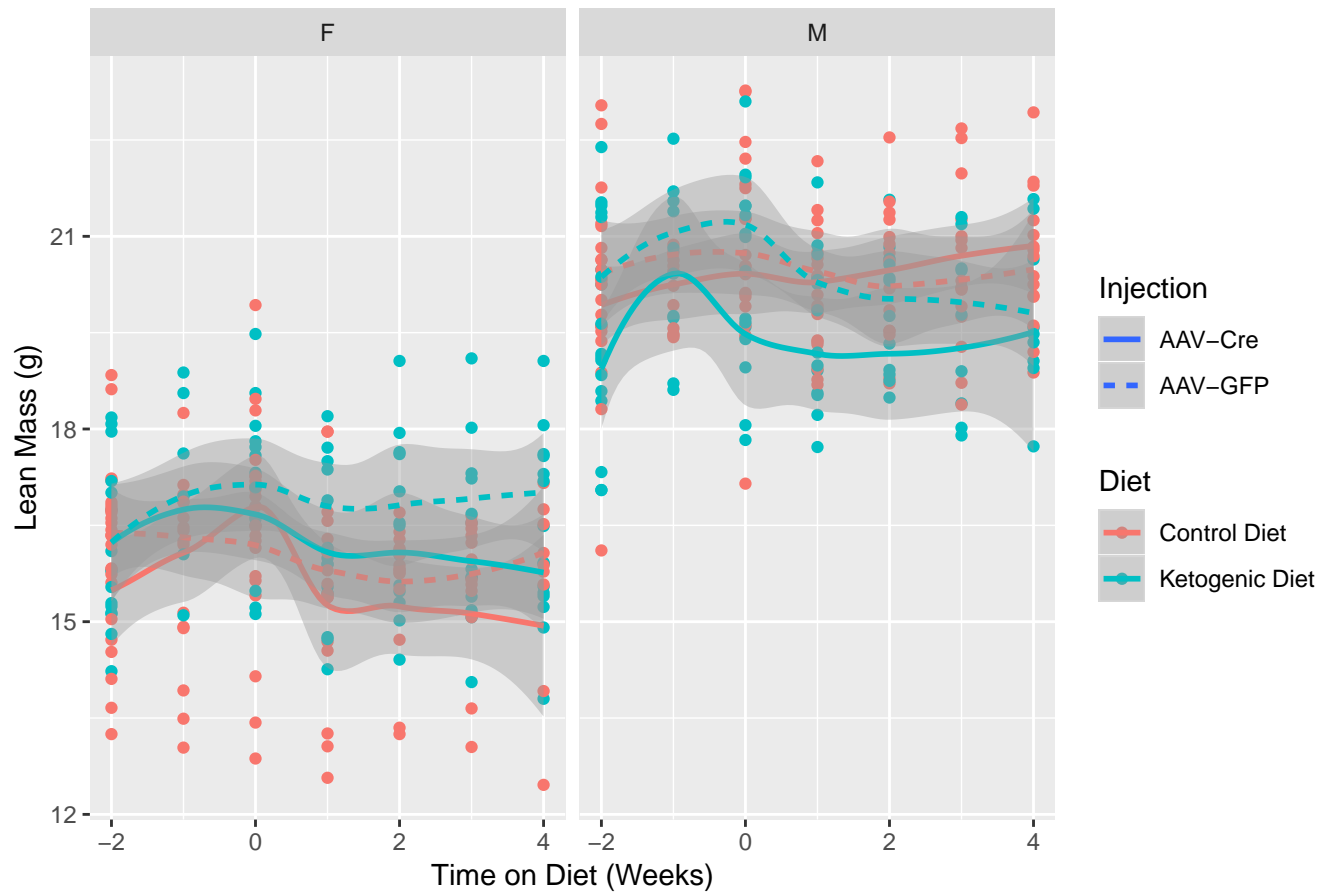 F
M
Lean Mass (g)
21
18
15
12
−2
0
2
4
−2
0
2
4
Time on Diet (Weeks)
Injection
AAV−Cre
AAV−GFP
Diet
Control Diet
Ketogenic Diet